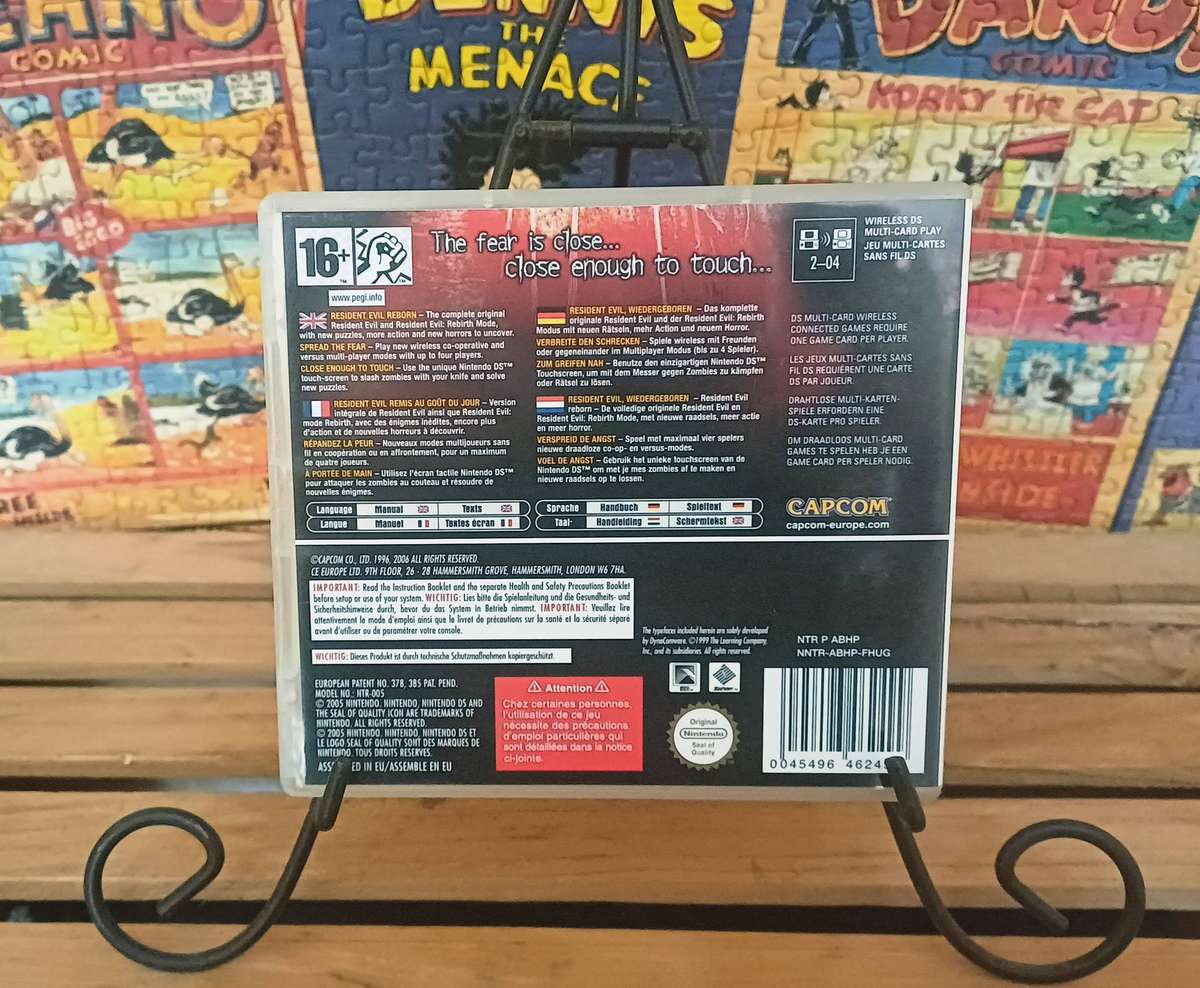 EANO
COMIC
DENNIS
THE
MENACE
DANDY
COMIC
KORKY THE CAT
16+
www.pegi.info
The fear is close...
close enough to touch...
2–04
WIRELESS DS
MULTI-CARD PLAY
JEU MULTI-CARTES
SANS FIL DS
RESIDENT EVIL REBORN – The complete original
Resident Evil and Resident Evil: Rebirth Mode,
with new puzzles, more action and new horrors to uncover.
SPREAD THE FEAR – Play new wireless co-operative and
versus multi-player modes with up to four players.
CLOSE ENOUGH TO TOUCH – Use the unique Nintendo DS™
touch-screen to slash zombies with your knife and solve
new puzzles.
RESIDENT EVIL REMIS AU GOÛT DU JOUR – Version
intégrale de Resident Evil ainsi que Resident Evil:
mode Rebirth, avec des énigmes inédites, encore plus
d'action et de nouvelles horreurs à découvrir.
RÉPANDEZ LA PEUR – Nouveaux modes multijoueurs sans
fil en coopération ou en affrontement, pour un maximum
de quatre joueurs.
À PORTÉE DE MAIN – Utilisez l'écran tactile Nintendo DS™
pour attaquer les zombies au couteau et résoudre de
nouvelles énigmes.
RESIDENT EVIL, WIEDERGEBOREN – Das komplette
originale Resident Evil und der Resident Evil: Rebirth
Modus mit neuen Rätseln, mehr Action und neuem Horror.
VERBREITE DEN SCHRECKEN – Spiele wireless mit Freunden
oder gegeneinander im Multiplayer Modus (bis zu 4 Spieler).
ZUM GREIFEN NAH – Benutze den einzigartigen Nintendo DS™
Touchscreen, um mit dem Messer gegen Zombies zu kämpfen
oder Rätsel zu lösen.
RESIDENT EVIL, WIEDERGEBOREN – Resident Evil
reborn – De volledige originele Resident Evil en
Resident Evil: Rebirth Mode, met nieuwe raadsels, meer actie
en meer horror.
VERSPREID DE ANGST – Speel met maximaal vier spelers
nieuwe draadloze co-op- en versus-modes.
VOEL DE ANGST – Gebruik het unieke touchscreen van de
Nintendo DS™ om met je mes zombies af te maken en
nieuwe raadsels op te lossen.
DS MULTI-CARD WIRELESS
CONNECTED GAMES REQUIRE
ONE GAME CARD PER PLAYER.
LES JEUX MULTI-CARTES SANS
FIL DS REQUIÈRENT UNE CARTE
DS PAR JOUEUR.
DRAHTLOSE MULTI-KARTEN-
SPIELE ERFORDERN EINE
DS-KARTE PRO SPIELER.
OM DRAADLOOS MULTI-CARD
GAMES TE SPELEN HEB JE EEN
GAME CARD PER SPELER NODIG.
Language Manual Texts
Langue Manuel Textes écran
Sprache Handbuch Spieltext
Taal: Handleiding Schermtekst
CAPCOM
capcom-europe.com
©CAPCOM CO., LTD. 1996, 2006 ALL RIGHTS RESERVED.
CE EUROPE LTD. 9TH FLOOR, 26 - 28 HAMMERSMITH GROVE, HAMMERSMITH, LONDON W6 7HA.
IMPORTANT: Read the Instruction Booklet and the separate Health and Safety Precautions Booklet
before setup or use of your system. WICHTIG: Lies bitte die Spielanleitung und die Gesundheits- und
Sicherheitshinweise durch, bevor du das System in Betrieb nimmst. IMPORTANT: Veuillez lire
attentivement le mode d'emploi ainsi que le livret de précautions sur la santé et la sécurité séparé
avant d'utiliser ou de paramétrer votre console.
WICHTIG: Dieses Produkt ist durch technische Schutzmaßnahmen kopiergeschützt.
The typefaces included herein are solely developed
by DynaComware. ©1999 The Learning Company,
Inc., and its subsidiaries. All rights reserved.
NTR P ABHP
NNTR-ABHP-FHUG
EUROPEAN PATENT NO. 378, 385 PAT. PEND.
MODEL NO.: NTR-005
© 2005 NINTENDO. NINTENDO, NINTENDO DS AND
THE SEAL OF QUALITY ICON ARE TRADEMARKS OF
NINTENDO. ALL RIGHTS RESERVED.
© 2005 NINTENDO. NINTENDO, NINTENDO DS ET
LE LOGO SEAL OF QUALITY SONT DES MARQUES DE
NINTENDO. TOUS DROITS RÉSERVÉS.
ASS ED IN EU/ASSEMBLE EN EU
Attention
Chez certaines personnes,
l'utilisation de ce jeu
nécessite des précautions
d'emploi particulières qui
sont détaillées dans la notice
ci-jointe.
Original
Nintendo
Seal of
Quality
0045496 4624